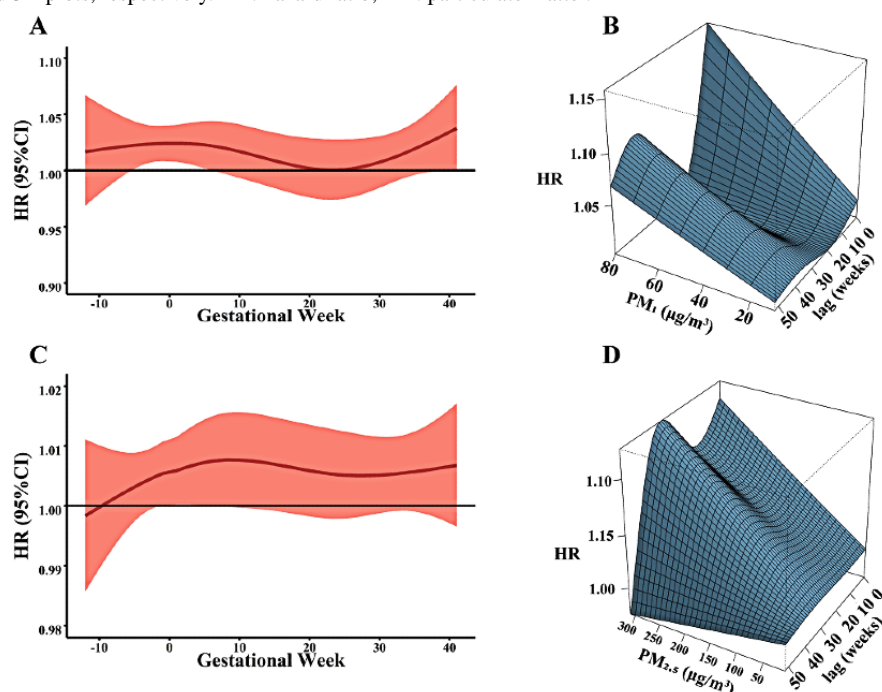 plots, respectively.
A
HR (95%CI)
1.10
1.05
1.00
0.95
0.90
-10 0 10 20 30 40
Gestational Week
B
HR
1.15
1.10
1.05
80 60 40 20
PM₁ (μg/m³)
50 40 30 20 10 0
lag (weeks)
C
HR (95%CI)
1.02
1.01
1.00
0.99
0.98
-10 0 10 20 30 40
Gestational Week
D
HR
1.10
1.15
1.00
300 250 200 150 100 50
PM₂.₅ (μg/m³)
50 40 30 20 10 0
lag (weeks)